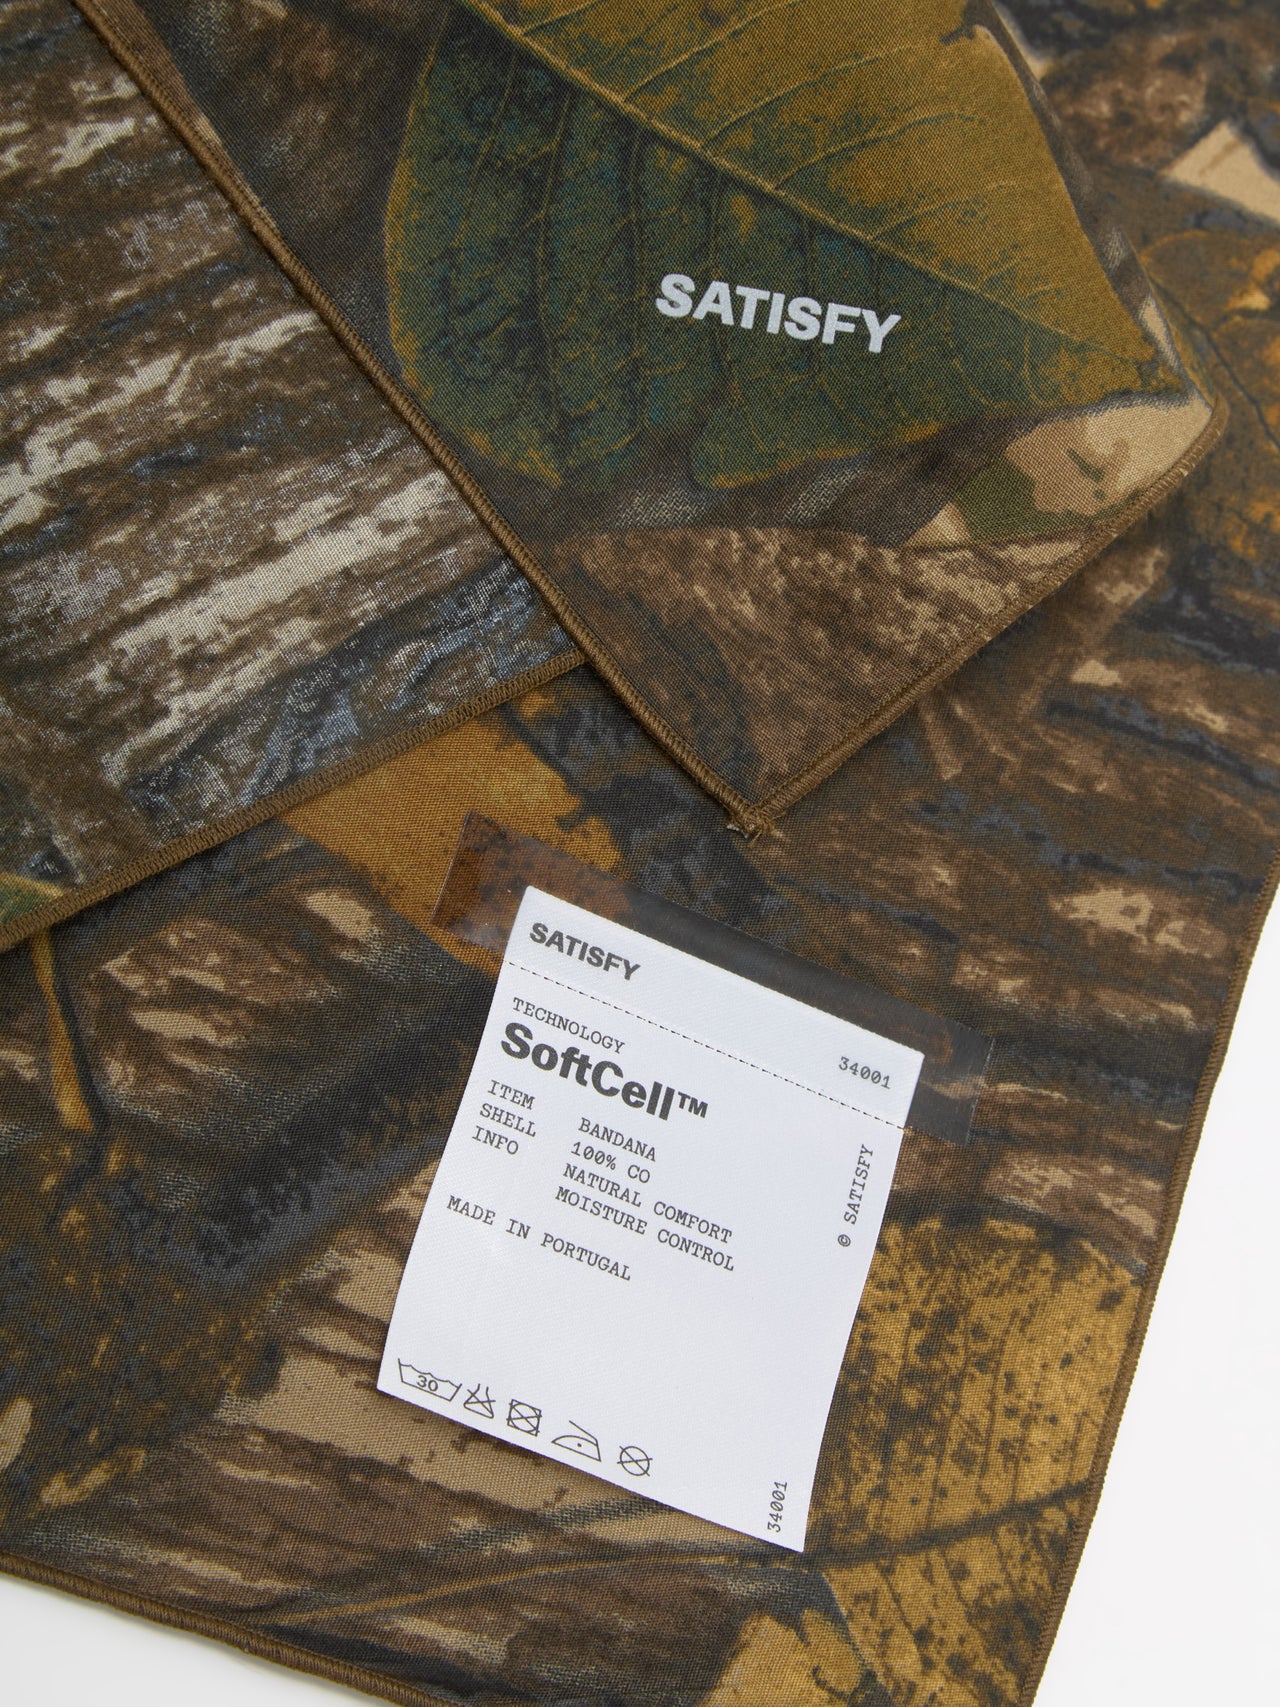 SATISFY
SATISFY
34001
TECHNOLOGY
SoftCell™
ITEM BANDANA
SHELL 100% CO
INFO NATURAL COMFORT
MOISTURE CONTROL
MADE IN PORTUGAL
© SATISFY
30
34001